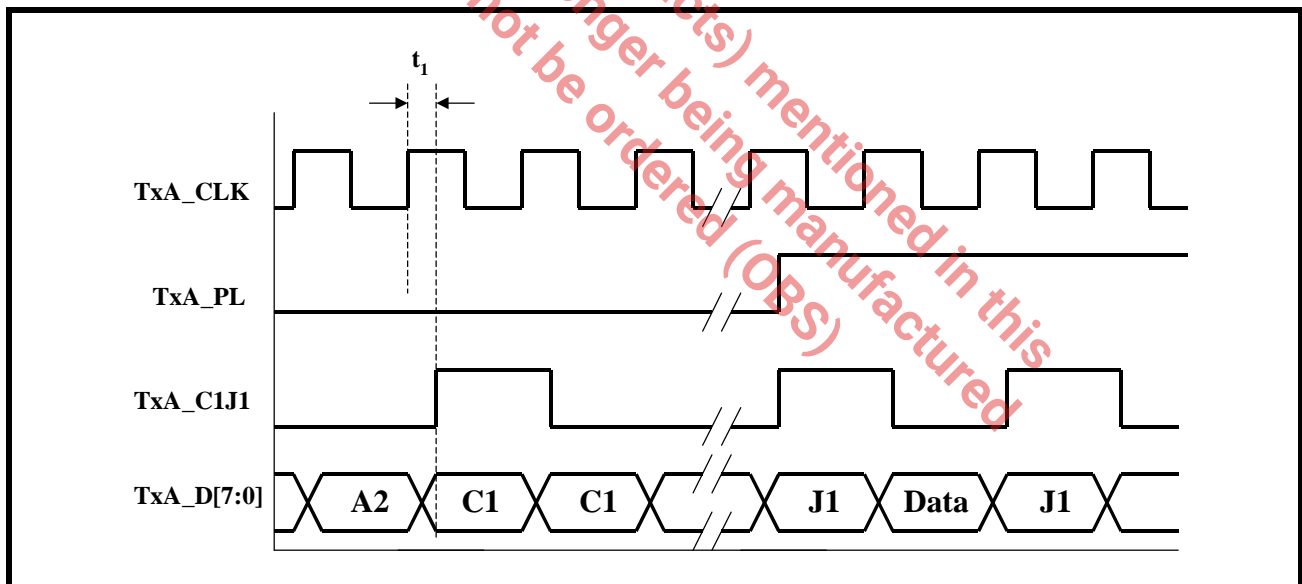 cts) mentioned in this
nger being manufactured
not be ordered (OBS)
t1
TxA_CLK
TxA_PL
TxA_C1J1
TxA_D[7:0]
A2
C1
C1
J1
Data
J1